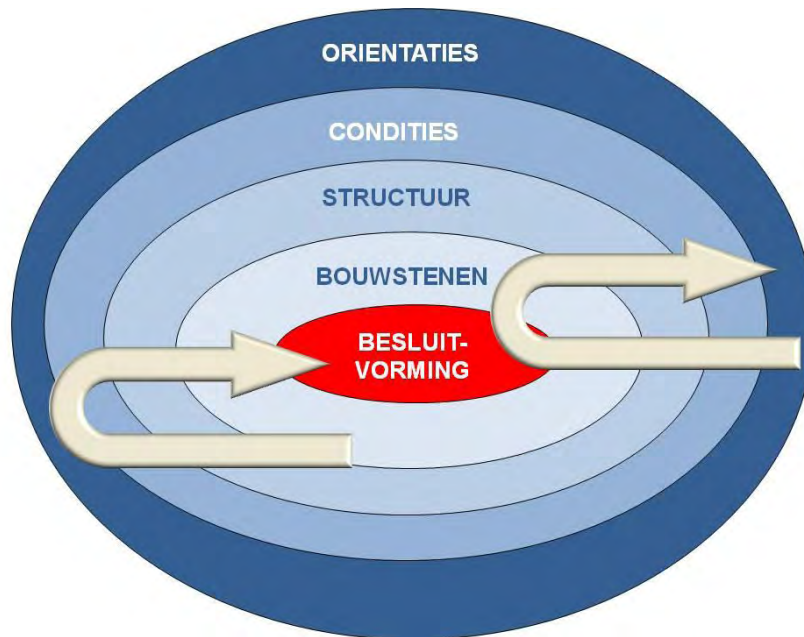 ORIENTATIES
CONDITIES
STRUCTUUR
BOUWSTENEN
BESLUIT-
VORMING